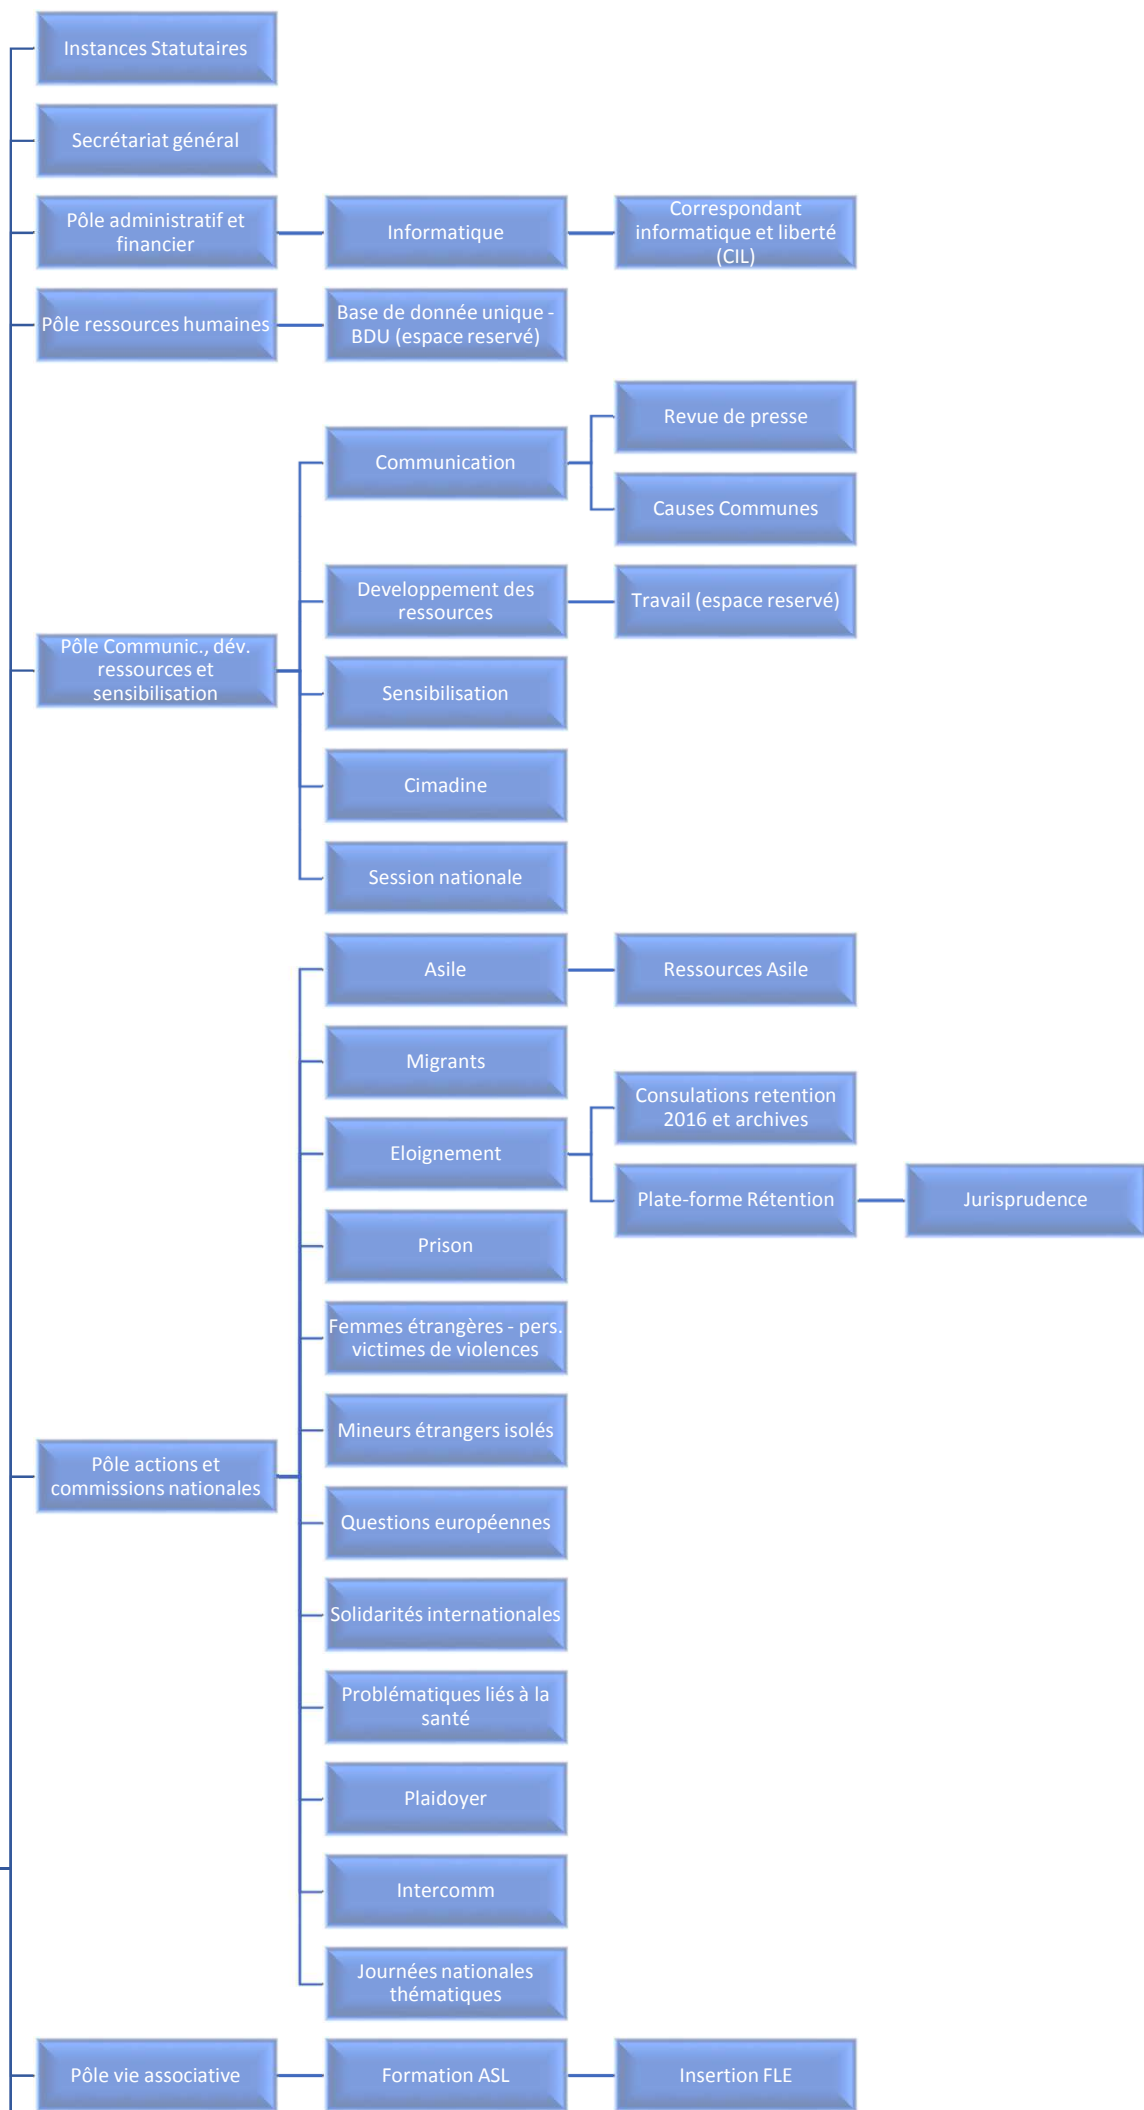 Instances Statutaires
Secrétariat général
Pôle administratif et
financier
Informatique
Correspondant
informatique et liberté
(CIL)
Pôle ressources humaines
Base de donnée unique -
BDU (espace reservé)
Pôle Communic., dév.
ressources et
sensibilisation
Communication
Revue de presse
Causes Communes
Developpement des
ressources
Travail (espace reservé)
Sensibilisation
Cimadine
Session nationale
Pôle actions et
commissions nationales
Asile
Ressources Asile
Migrants
Eloignement
Consulations retention
2016 et archives
Plate-forme Rétention
Jurisprudence
Prison
Femmes étrangères - pers.
victimes de violences
Mineurs étrangers isolés
Questions européennes
Solidarités internationales
Problématiques liés à la
santé
Plaidoyer
Intercomm
Journées nationales
thématiques
Pôle vie associative
Formation ASL
Insertion FLE